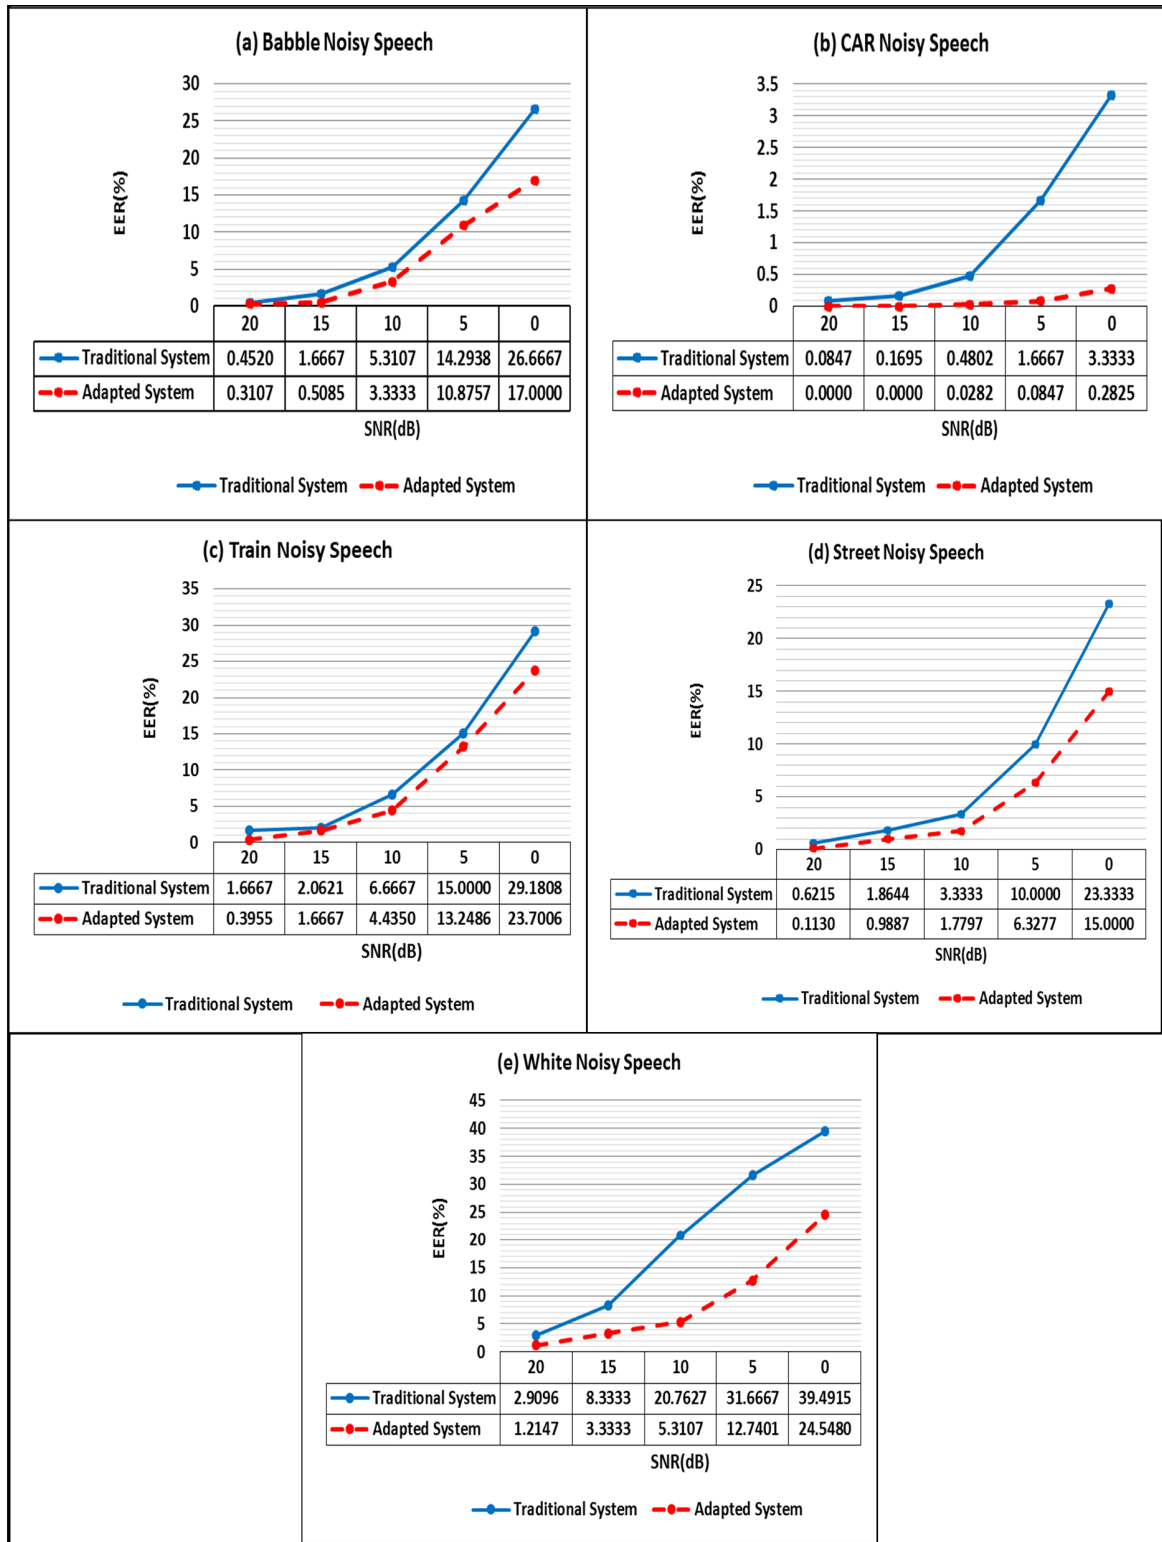 (a) Babble Noisy Speech
30
25
20
15
10
5
0
EER(%)
20 15 10 5 0
Traditional System 0.4520 1.6667 5.3107 14.2938 26.6667
Adapted System 0.3107 0.5085 3.3333 10.8757 17.0000
SNR(dB)
Traditional System Adapted System
(b) CAR Noisy Speech
3.5
3
2.5
2
1.5
1
0.5
0
EER(%)
20 15 10 5 0
Traditional System 0.0847 0.1695 0.4802 1.6667 3.3333
Adapted System 0.0000 0.0000 0.0282 0.0847 0.2825
SNR(dB)
Traditional System Adapted System
(c) Train Noisy Speech
35
30
25
20
15
10
5
0
EER(%)
20 15 10 5 0
Traditional System 1.6667 2.0621 6.6667 15.0000 29.1808
Adapted System 0.3955 1.6667 4.4350 13.2486 23.7006
SNR(dB)
Traditional System Adapted System
(d) Street Noisy Speech
25
20
15
10
5
0
EER(%)
20 15 10 5 0
Traditional System 0.6215 1.8644 3.3333 10.0000 23.3333
Adapted System 0.1130 0.9887 1.7797 6.3277 15.0000
SNR(dB)
Traditional System Adapted System
(e) White Noisy Speech
45
40
35
30
25
20
15
10
5
0
EER(%)
20 15 10 5 0
Traditional System 2.9096 8.3333 20.7627 31.6667 39.4915
Adapted System 1.2147 3.3333 5.3107 12.7401 24.5480
SNR(dB)
Traditional System Adapted System